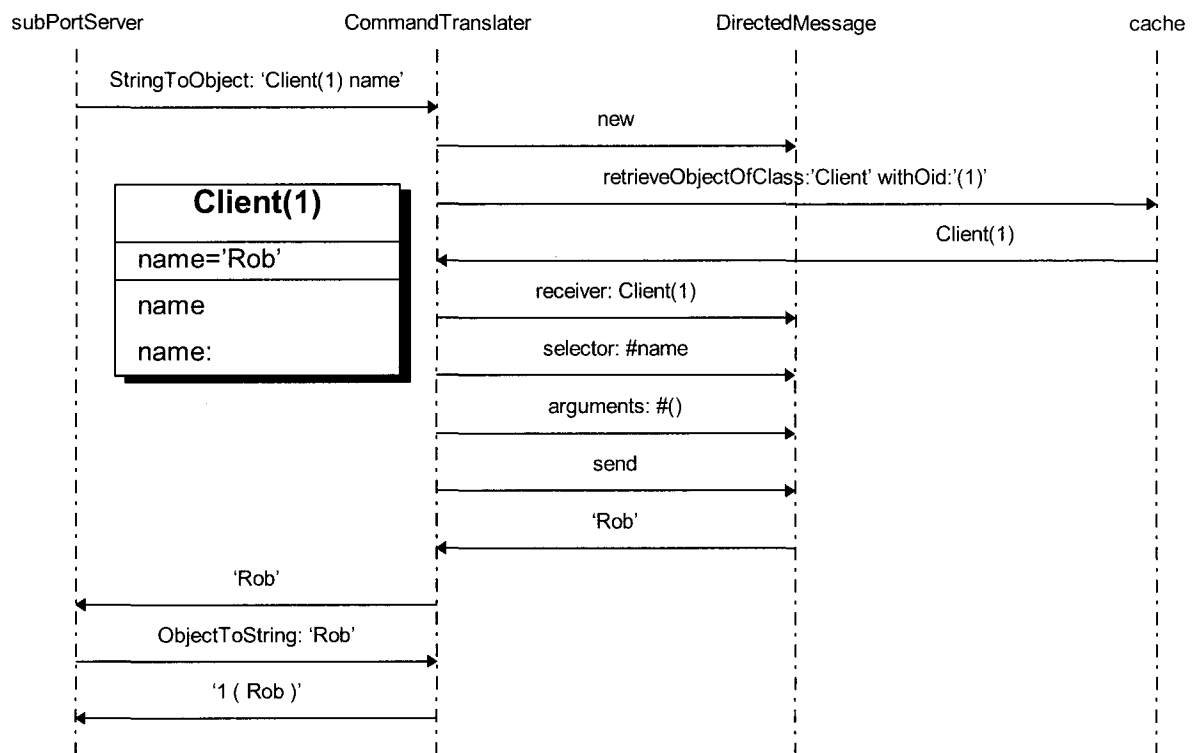 subPortServer CommandTranslater DirectedMessage cache
StringToObject: ‘Client(1) name’
new
retrieveObjectOfClass:’Client’ withOid:’(1)’
Client(1)
Client(1)
name=’Rob’
name
name:
receiver: Client(1)
selector: #name
arguments: #()
send
‘Rob’
‘Rob’
ObjectToString: ‘Rob’
‘1 ( Rob )’